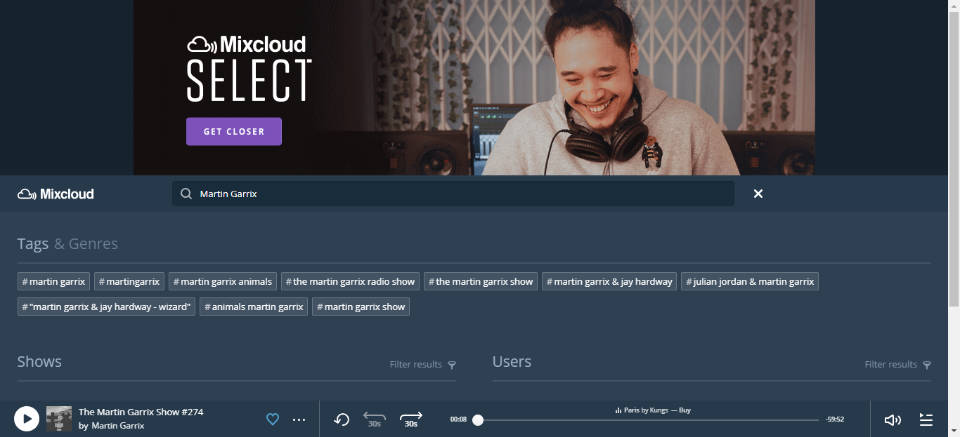 Mixcloud
SELECT
GET CLOSER
Mixcloud
Martin Garrix
Tags & Genres
#martin garrix #martingarrix #martin garrix animals #the martin garrix radio show #the martin garrix show #martin garrix & jay hardway #julian jordan & martin garrix
#"martin garrix & jay hardway - wizard" #animals martin garrix #martin garrix show
Shows Filter results Users Filter results
The Martin Garrix Show #274
by Martin Garrix
30s 30s
00:08
Paris by Kungs — Buy
-59:52